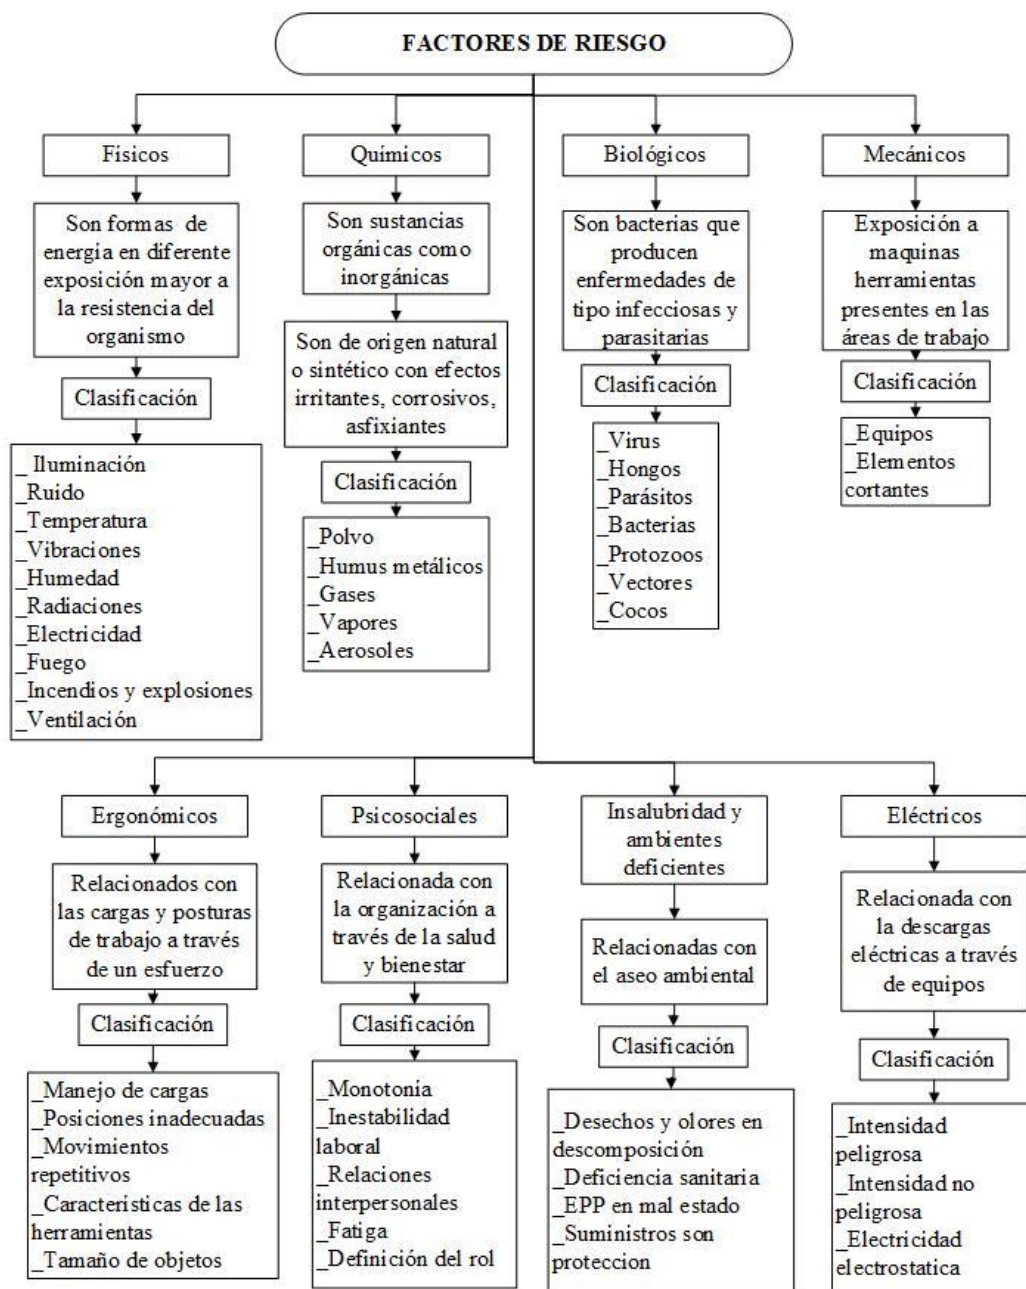 FACTORES DE RIESGO
Físicos
Son formas de
energía en diferente
exposición mayor a
la resistencia del
organismo
Clasificación
_ Iluminación
_Ruido
_Temperatura
_Vibraciones
_Humedad
_Radiaciones
_Electricidad
_Fuego
_Incendios y explosiones
_Ventilación
Químicos
Son sustancias
orgánicas como
inorgánicas
Son de origen natural
o sintético con efectos
irritantes, corrosivos,
asfixiantes
Clasificación
_Polvo
_Humus metálicos
_Gases
_Vapores
_Aerosoles
Biológicos
Son bacterias que
producen
enfermedades de
tipo infecciosas y
parasitarias
Clasificación
_Virus
_Hongos
_Parásitos
_Bacterias
_Protozoos
_Vectores
_Cocos
Mecánicos
Exposición a
maquinas
herramientas
presentes en las
áreas de trabajo
Clasificación
_Equipos
_Elementos
cortantes
Ergonómicos
Relacionados con
las cargas y posturas
de trabajo a través
de un esfuerzo
Clasificación
_Manejo de cargas
_Posiciones inadecuadas
_Movimientos
repetitivos
_Características de las
herramientas
_Tamaño de objetos
Psicosociales
Relacionada con
la organización a
través de la salud
y bienestar
Clasificación
_Monotonia
_Inestabilidad
laboral
_Relaciones
interpersonales
_Fatiga
_Definición del rol
Insalubridad y
ambientes
deficientes
Relacionadas con
el aseo ambiental
Clasificación
_Desechos y olores en
descomposición
_Deficiencia sanitaria
_EPP en mal estado
_Suministros son
proteccion
Eléctricos
Relacionada con
la descargas
eléctricas a través
de equipos
Clasificación
_Intensidad
peligrosa
_Intensidad no
peligrosa
_Electricidad
electrostatica